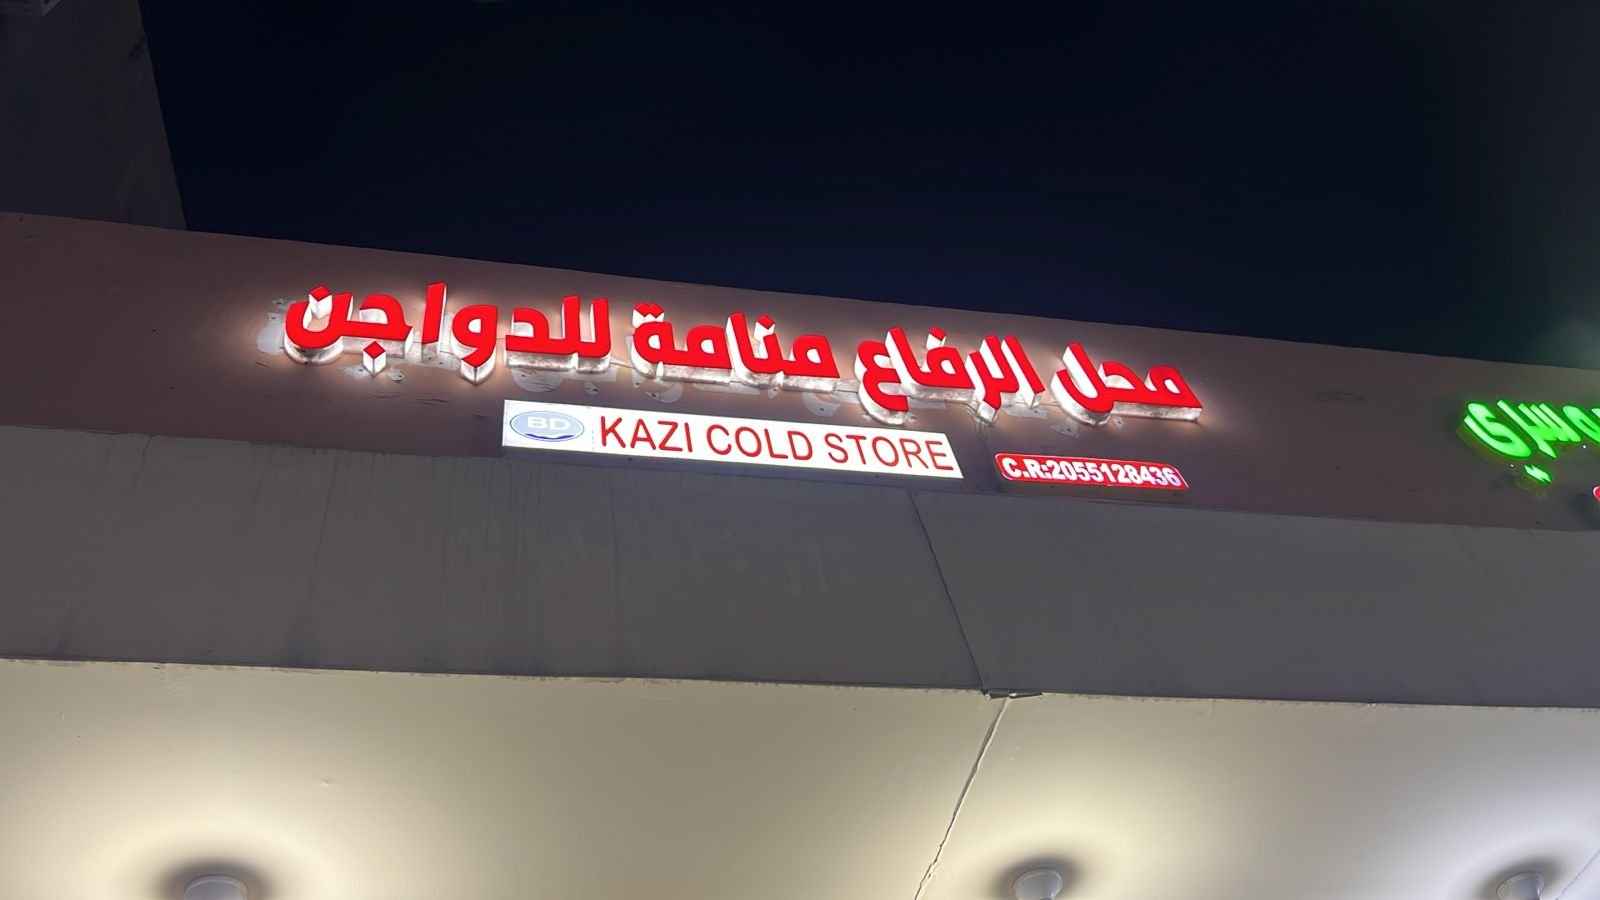 محل الرفاع منامة للدواجن
BD KAZI COLD STORE
C.R:2055128436